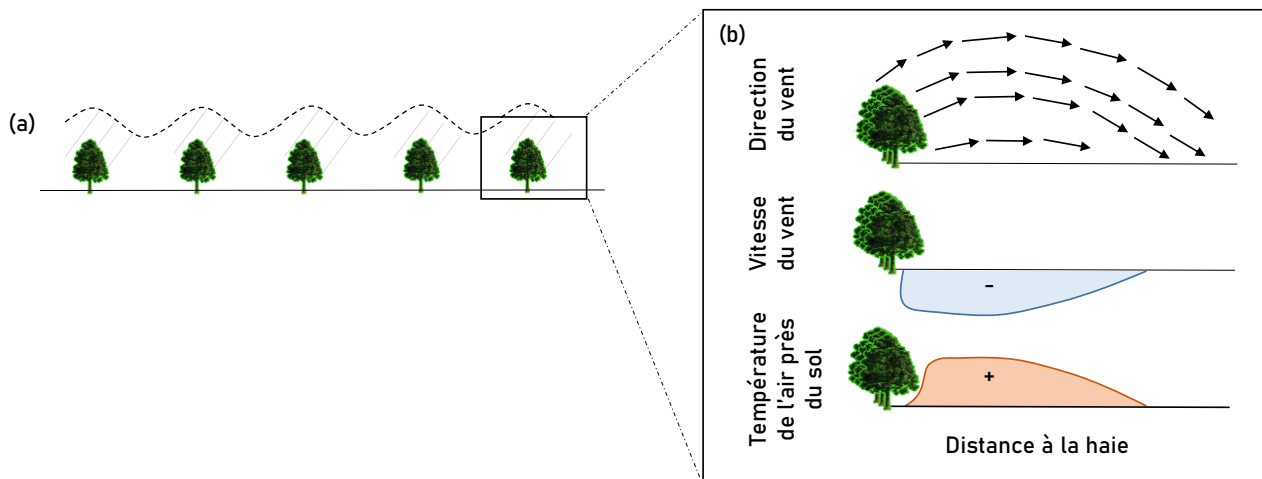 (a)
(b)
Direction
du vent
Vitesse
du vent
–
Température
de l'air près
du sol
+
Distance à la haie